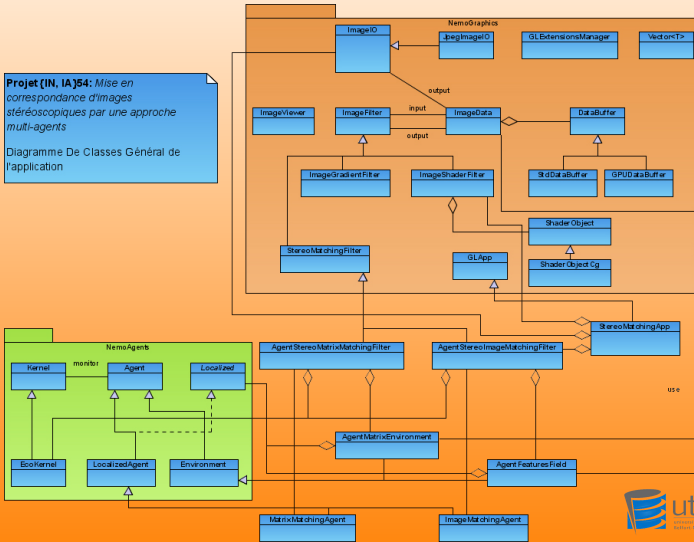 NemoGraphics
ImageIO
JpegImageIO
GLExtensionsManager
Vector<T>
Projet {IN, IA}54: Mise en
correspondance d'images
stéréoscopiques par une approche
multi-agents
Diagramme De Classes Général de
l'application
output
ImageViewer
ImageFilter
input
ImageData
DataBuffer
output
ImageGradientFilter
ImageShaderFilter
StdDataBuffer
GPUDataBuffer
ShaderObject
StereoMatchingFilter
GLApp
ShaderObjectCg
StereoMatchingApp
NemoAgents
AgentStereoMatrixMatchingFilter
AgentStereoImageMatchingFilter
monitor
Kernel
Agent
Localized
use
AgentMatrixEnvironment
EcoKernel
LocalizedAgent
Environment
AgentFeaturesField
MatrixMatchingAgent
ImageMatchingAgent
ut